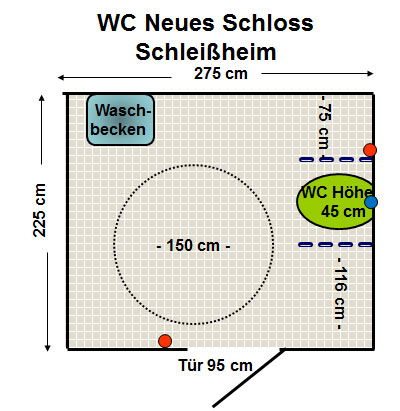 WC Neues Schloss
Schleißheim
275 cm
Wasch-
becken
- 75 cm -
225 cm
WC Höhe
45 cm
- 150 cm -
- 116 cm -
Tür 95 cm